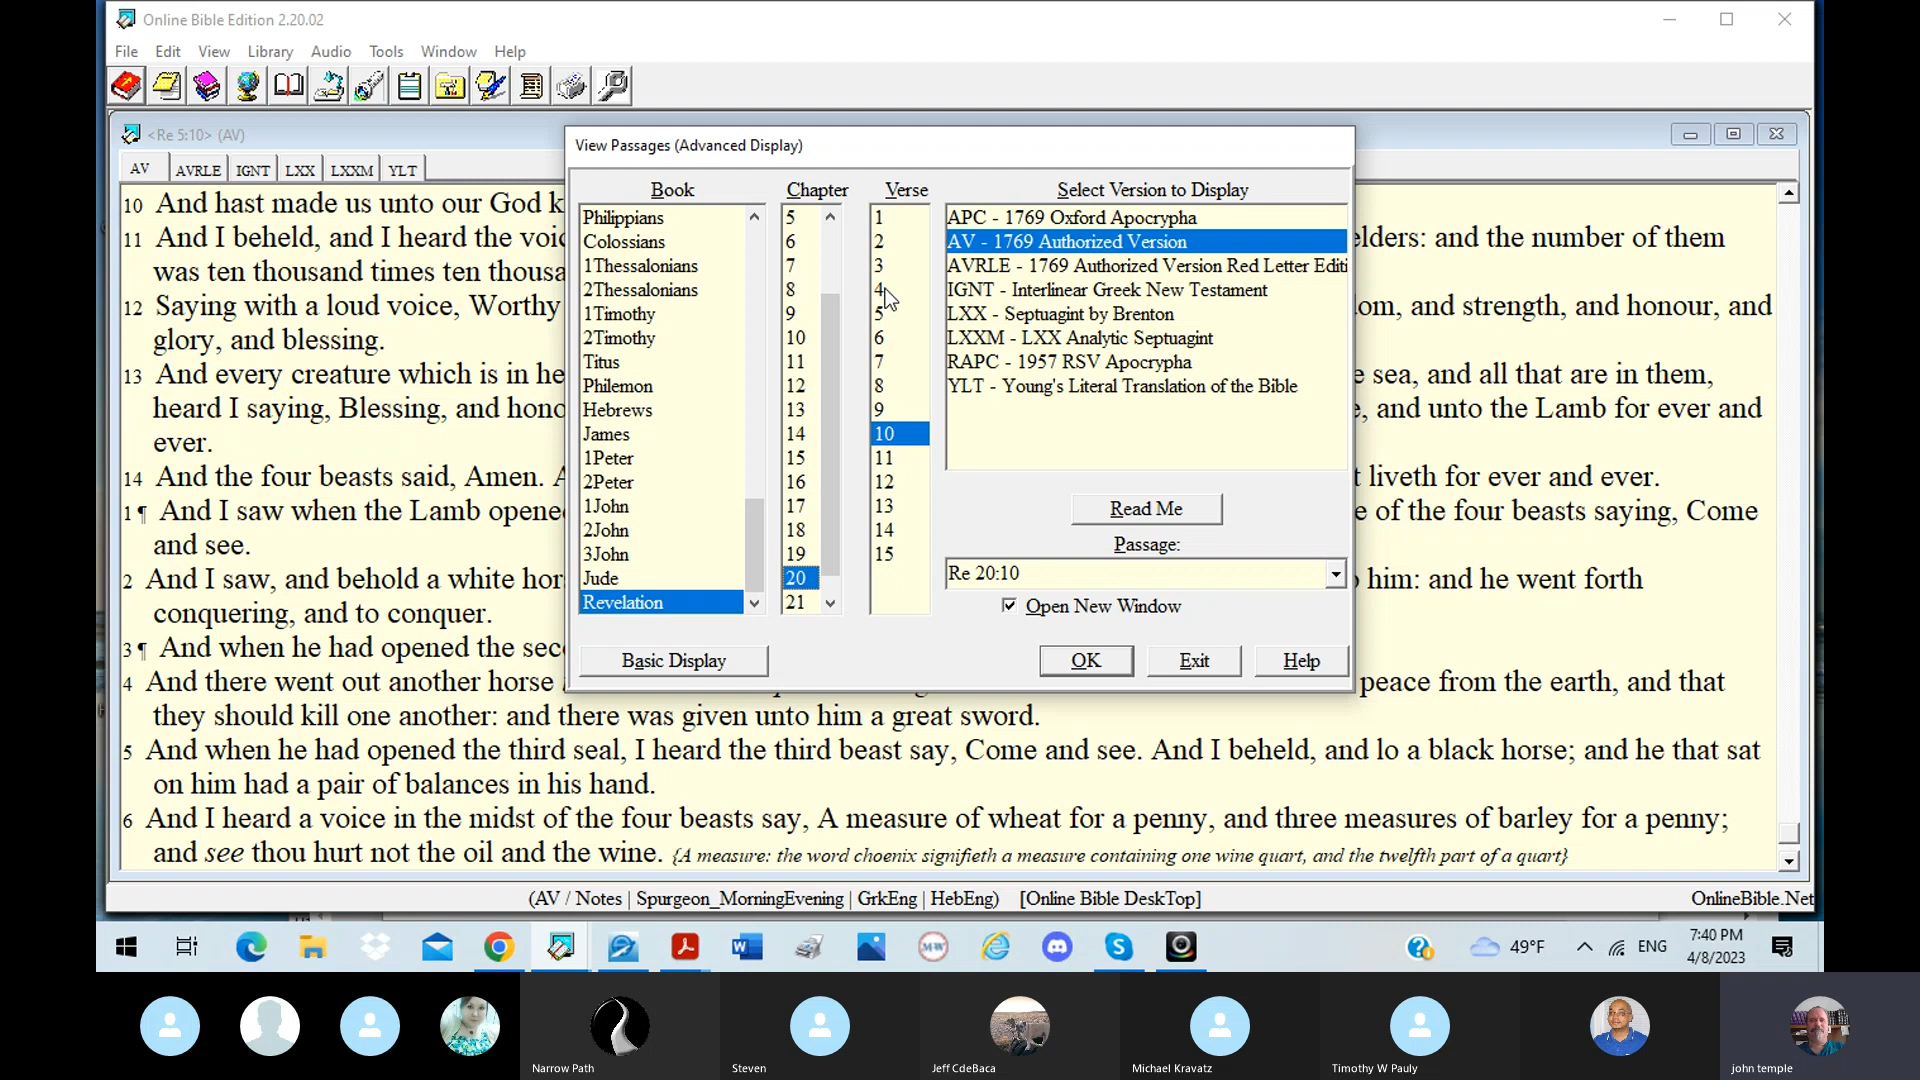 Online Bible Edition 2.20.02
File Edit View Library Audio Tools Window Help
<Re 5:10> (AV)
AV AVRLE IGNT LXX LXXM YLT
10 And hast made us unto our God k
11 And I beheld, and I heard the voic
elders: and the number of them
was ten thousand times ten thousa
12 Saying with a loud voice, Worthy
om, and strength, and honour, and
glory, and blessing.
13 And every creature which is in he
e sea, and all that are in them,
heard I saying, Blessing, and hono
e, and unto the Lamb for ever and
ever.
14 And the four beasts said, Amen. A
t liveth for ever and ever.
1 ¶ And I saw when the Lamb opene
e of the four beasts saying, Come
and see.
2 And I saw, and behold a white hor
him: and he went forth
conquering, and to conquer.
3 ¶ And when he had opened the sec
4 And there went out another horse
peace from the earth, and that
they should kill one another: and there was given unto him a great sword.
5 And when he had opened the third seal, I heard the third beast say, Come and see. And I beheld, and lo a black horse; and he that sat
on him had a pair of balances in his hand.
6 And I heard a voice in the midst of the four beasts say, A measure of wheat for a penny, and three measures of barley for a penny;
and see thou hurt not the oil and the wine. {A measure: the word choenix signifieth a measure containing one wine quart, and the twelfth part of a quart}
View Passages (Advanced Display)
Book
Philippians
Colossians
1Thessalonians
2Thessalonians
1Timothy
2Timothy
Titus
Philemon
Hebrews
James
1Peter
2Peter
1John
2John
3John
Jude
Revelation
Chapter
5
6
7
8
9
10
11
12
13
14
15
16
17
18
19
20
21
Verse
1
2
3
4
5
6
7
8
9
10
11
12
13
14
15
Select Version to Display
APC - 1769 Oxford Apocrypha
AV - 1769 Authorized Version
AVRLE - 1769 Authorized Version Red Letter Editi
IGNT - Interlinear Greek New Testament
LXX - Septuagint by Brenton
LXXM - LXX Analytic Septuagint
RAPC - 1957 RSV Apocrypha
YLT - Young's Literal Translation of the Bible
Read Me
Passage:
Re 20:10
Open New Window
Basic Display OK Exit Help
(AV / Notes | Spurgeon_MorningEvening | GrkEng | HebEng) [Online Bible DeskTop] OnlineBible.Net
49°F ENG 7:40 PM
4/8/2023
Narrow Path Steven Jeff CdeBaca Michael Kravatz Timothy W Pauly john temple